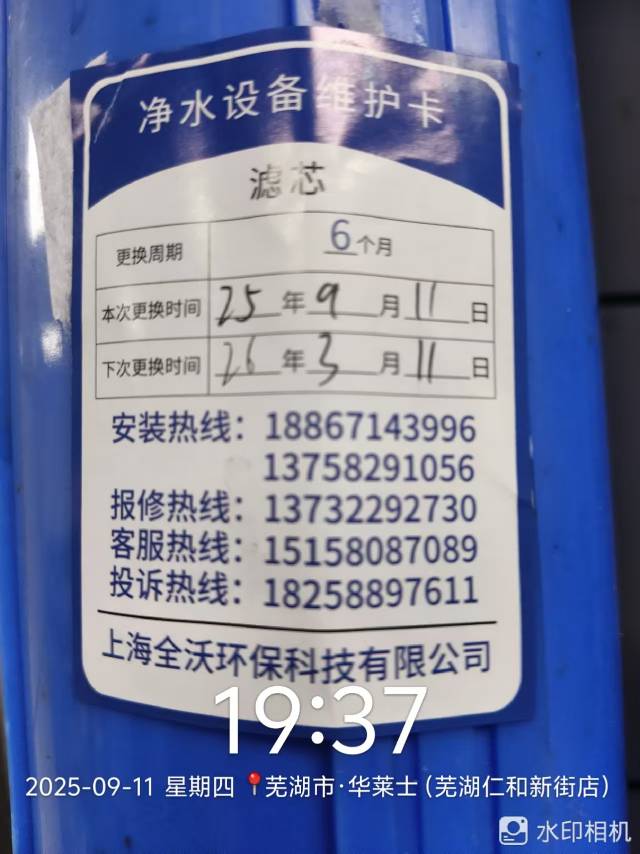 净水设备维护卡
滤芯
更换周期 6个月
本次更换时间 25年9月11日
下次更换时间 26年3月11日
安装热线：18867143996
13758291056
报修热线：13732292730
客服热线：15158087089
投诉热线：18258897611
上海全沃环保科技有限公司
19:37
2025-09-11 星期四 芜湖市·华莱士（芜湖仁和新街店）
水印相机